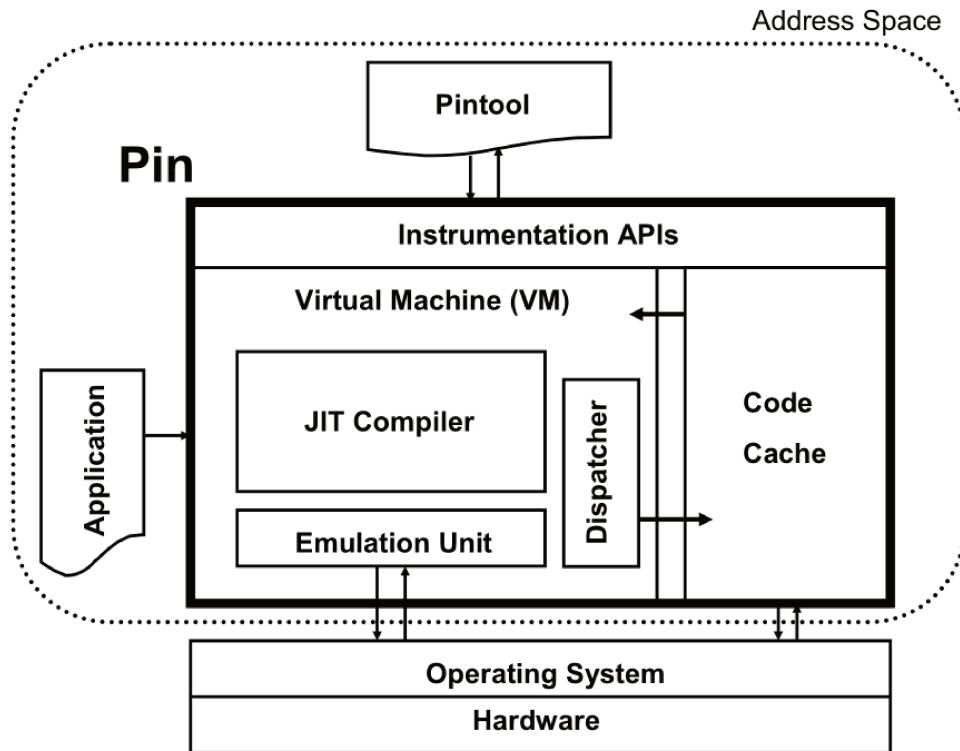 Address Space
Pintool
Pin
Instrumentation APIs
Virtual Machine (VM)
Application
JIT Compiler
Dispatcher
Code
Cache
Emulation Unit
Operating System
Hardware